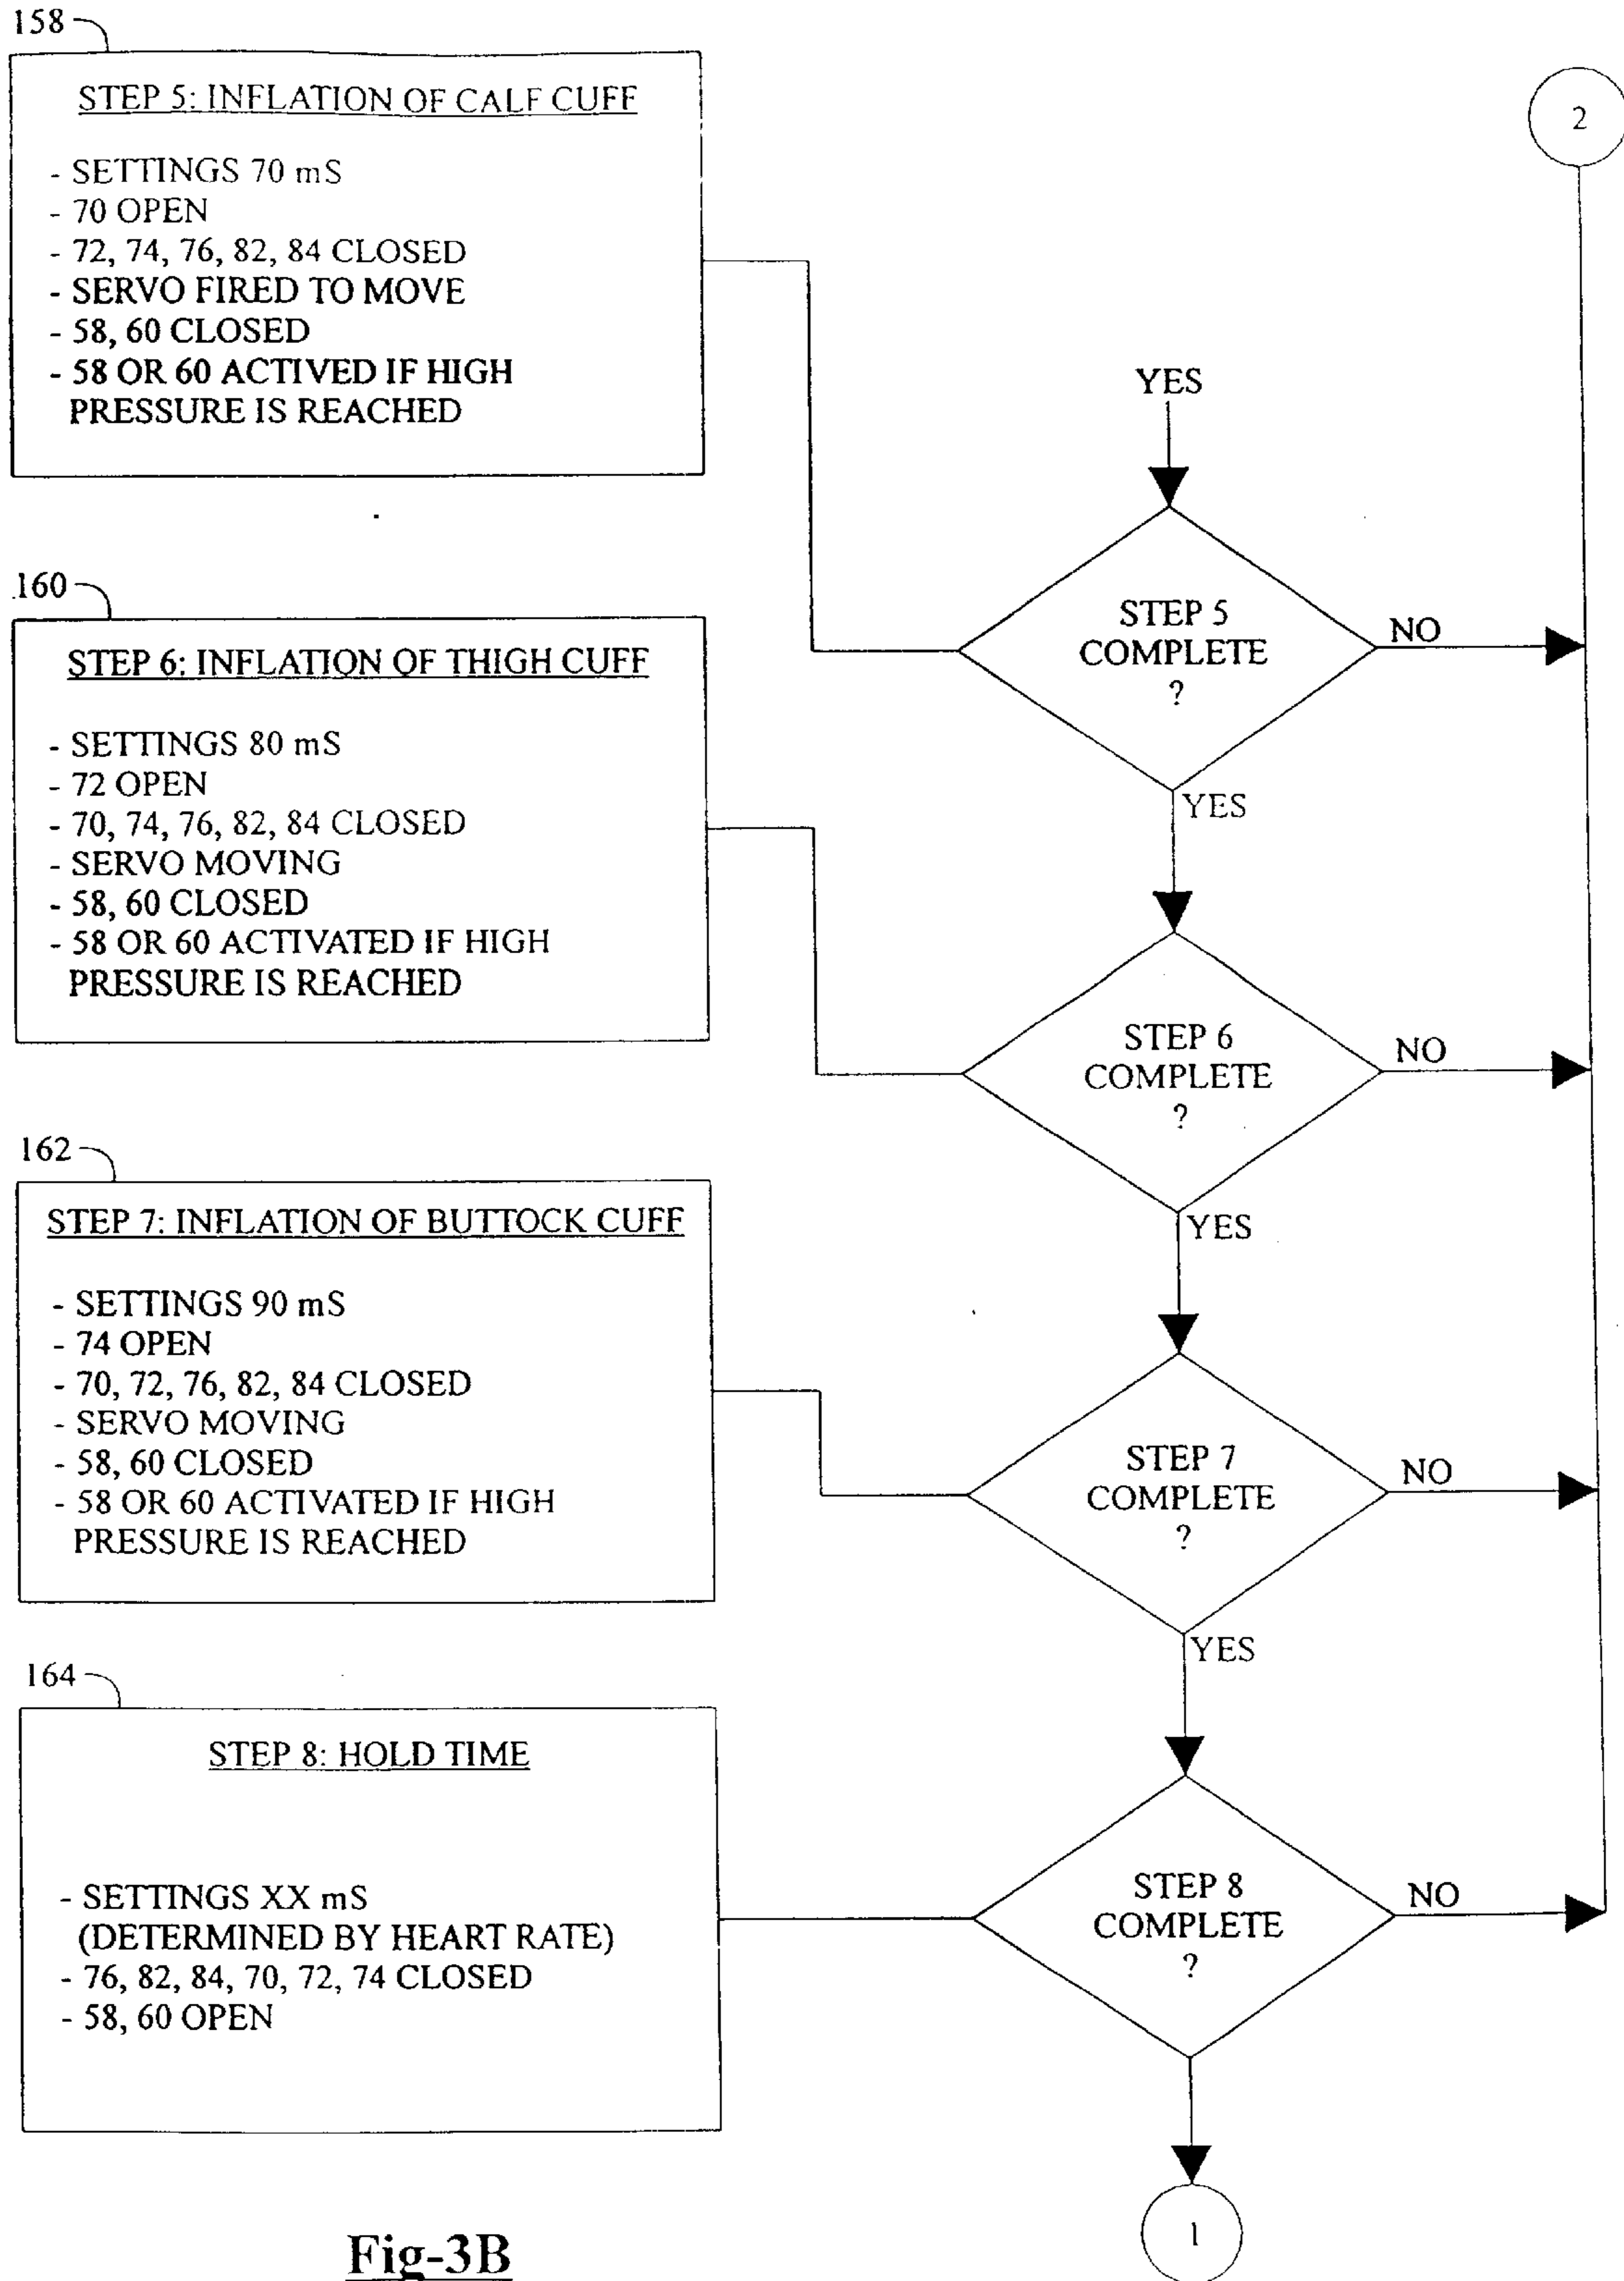 158
STEP 5: INFLATION OF CALF CUFF
- SETTINGS 70 mS
- 70 OPEN
- 72, 74, 76, 82, 84 CLOSED
- SERVO FIRED TO MOVE
- 58, 60 CLOSED
- 58 OR 60 ACTIVED IF HIGH
PRESSURE IS REACHED
2
YES
STEP 5
COMPLETE
?
NO
YES
160
STEP 6: INFLATION OF THIGH CUFF
- SETTINGS 80 mS
- 72 OPEN
- 70, 74, 76, 82, 84 CLOSED
- SERVO MOVING
- 58, 60 CLOSED
- 58 OR 60 ACTIVATED IF HIGH
PRESSURE IS REACHED
STEP 6
COMPLETE
?
NO
YES
162
STEP 7: INFLATION OF BUTTOCK CUFF
- SETTINGS 90 mS
- 74 OPEN
- 70, 72, 76, 82, 84 CLOSED
- SERVO MOVING
- 58, 60 CLOSED
- 58 OR 60 ACTIVATED IF HIGH
PRESSURE IS REACHED
STEP 7
COMPLETE
?
NO
YES
164
STEP 8: HOLD TIME
- SETTINGS XX mS
(DETERMINED BY HEART RATE)
- 76, 82, 84, 70, 72, 74 CLOSED
- 58, 60 OPEN
STEP 8
COMPLETE
?
NO
1
Fig-3B